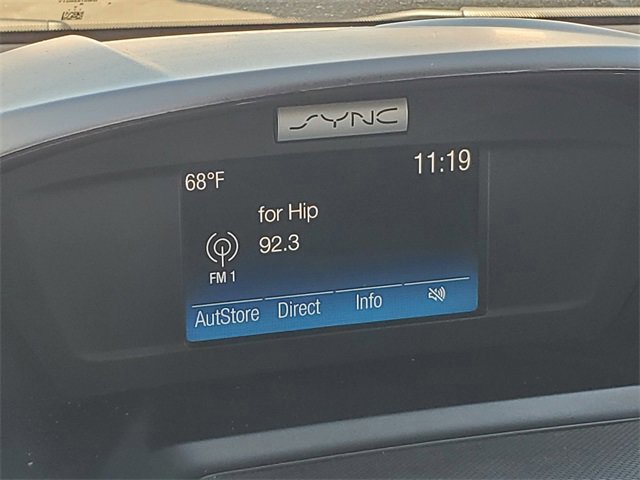 SYNC
68°F 11:19
for Hip
92.3
FM 1
AutStore Direct Info